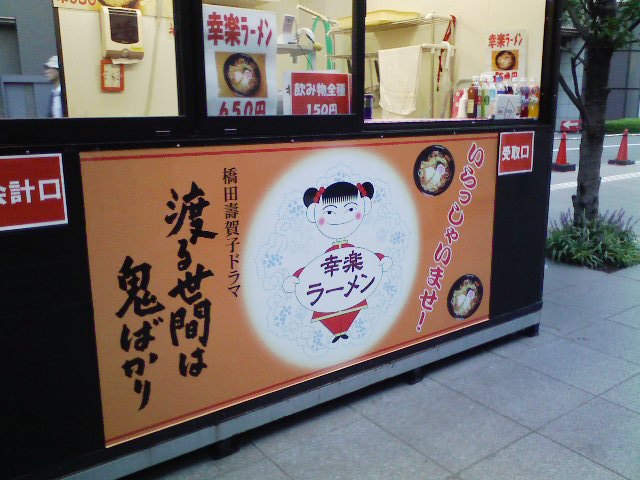 幸楽ラーメン
650円
飲み物全種
150円
幸楽ラーメン
会計口
受取口
橋田壽賀子ドラマ
渡る世間は
鬼ばかり
幸楽
ラーメン
いらっしゃいませ!